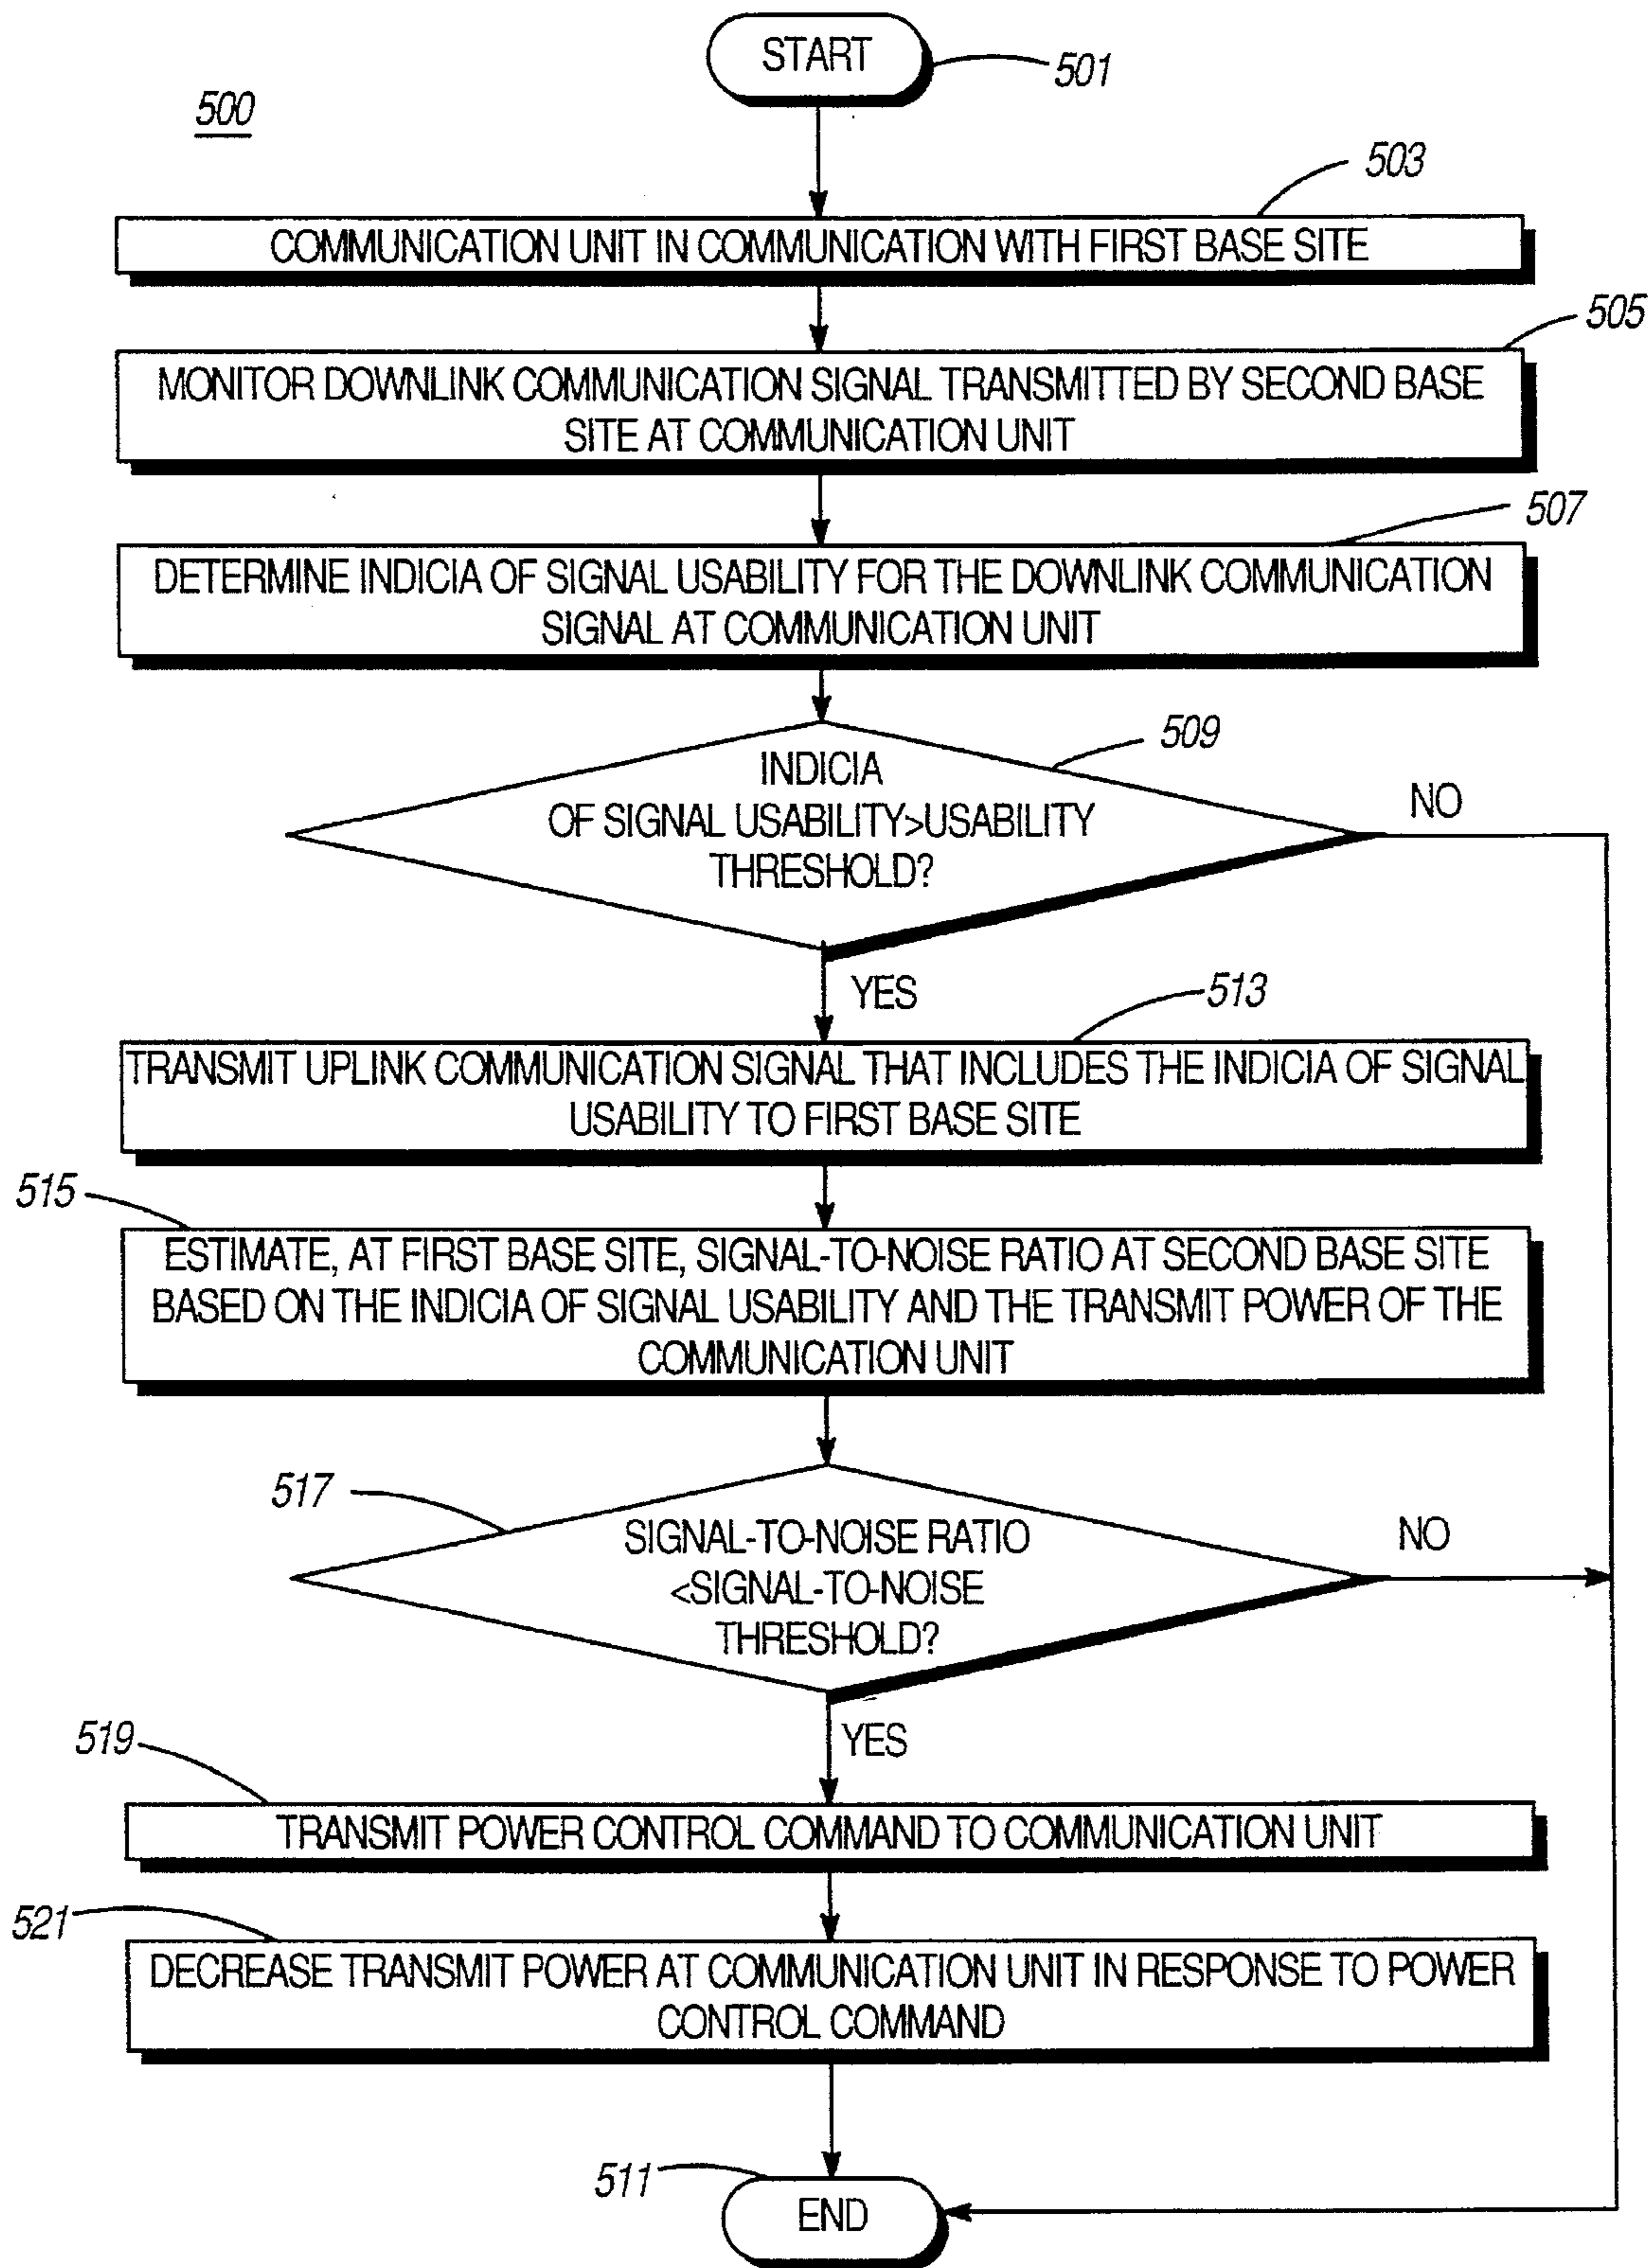 START
501
500
503
COMMUNICATION UNIT IN COMMUNICATION WITH FIRST BASE SITE
505
MONITOR DOWNLINK COMMUNICATION SIGNAL TRANSMITTED BY SECOND BASE
SITE AT COMMUNICATION UNIT
507
DETERMINE INDICIA OF SIGNAL USABILITY FOR THE DOWNLINK COMMUNICATION
SIGNAL AT COMMUNICATION UNIT
509
INDICIA
OF SIGNAL USABILITY>USABILITY
THRESHOLD?
NO
YES
513
TRANSMIT UPLINK COMMUNICATION SIGNAL THAT INCLUDES THE INDICIA OF SIGNAL
USABILITY TO FIRST BASE SITE
515
ESTIMATE, AT FIRST BASE SITE, SIGNAL-TO-NOISE RATIO AT SECOND BASE SITE
BASED ON THE INDICIA OF SIGNAL USABILITY AND THE TRANSMIT POWER OF THE
COMMUNICATION UNIT
517
SIGNAL-TO-NOISE RATIO
<SIGNAL-TO-NOISE
THRESHOLD?
NO
YES
519
TRANSMIT POWER CONTROL COMMAND TO COMMUNICATION UNIT
521
DECREASE TRANSMIT POWER AT COMMUNICATION UNIT IN RESPONSE TO POWER
CONTROL COMMAND
511
END